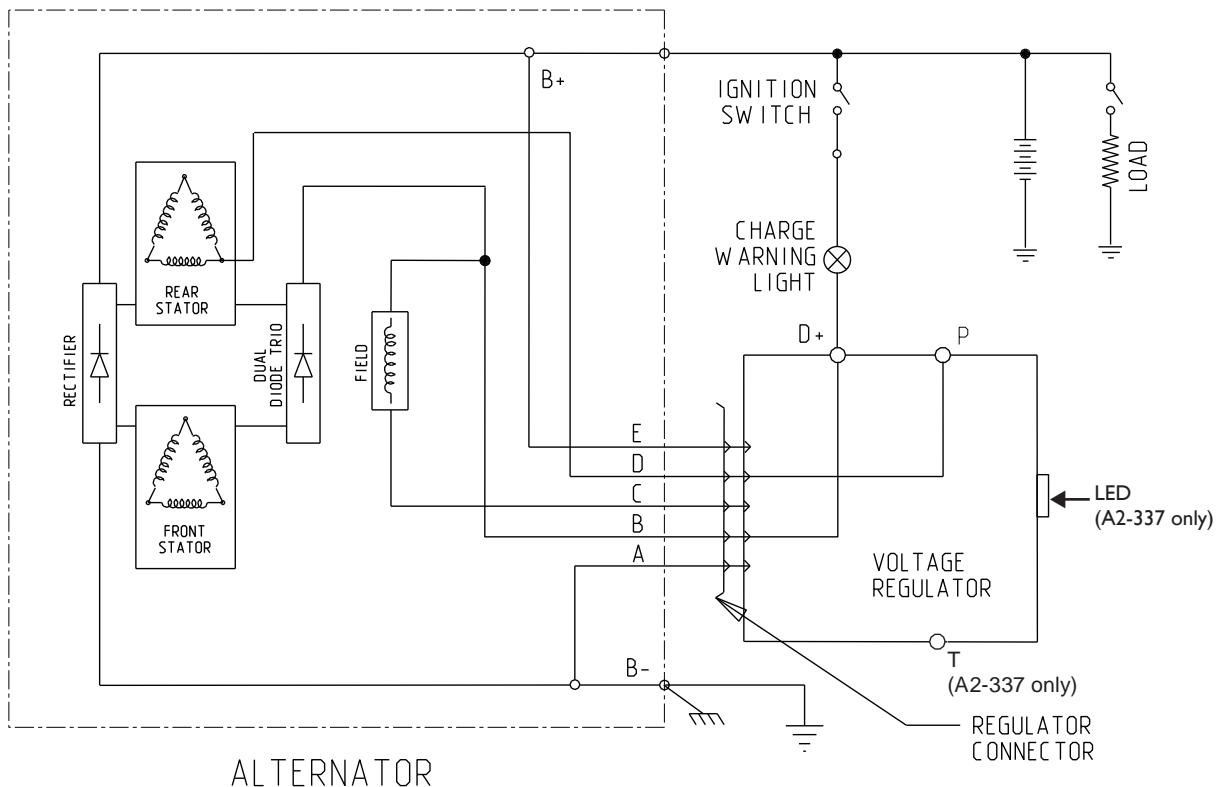 B+
IGNITION
SWITCH
LOAD
CHARGE
WARNING
LIGHT
REAR
STATOR
RECTIFIER
DUAL
DIODE TRIO
FIELD
D+
P
E
D
C
B
A
LED
(A2-337 only)
FRONT
STATOR
VOLTAGE
REGULATOR
B-
T
(A2-337 only)
REGULATOR
CONNECTOR
ALTERNATOR